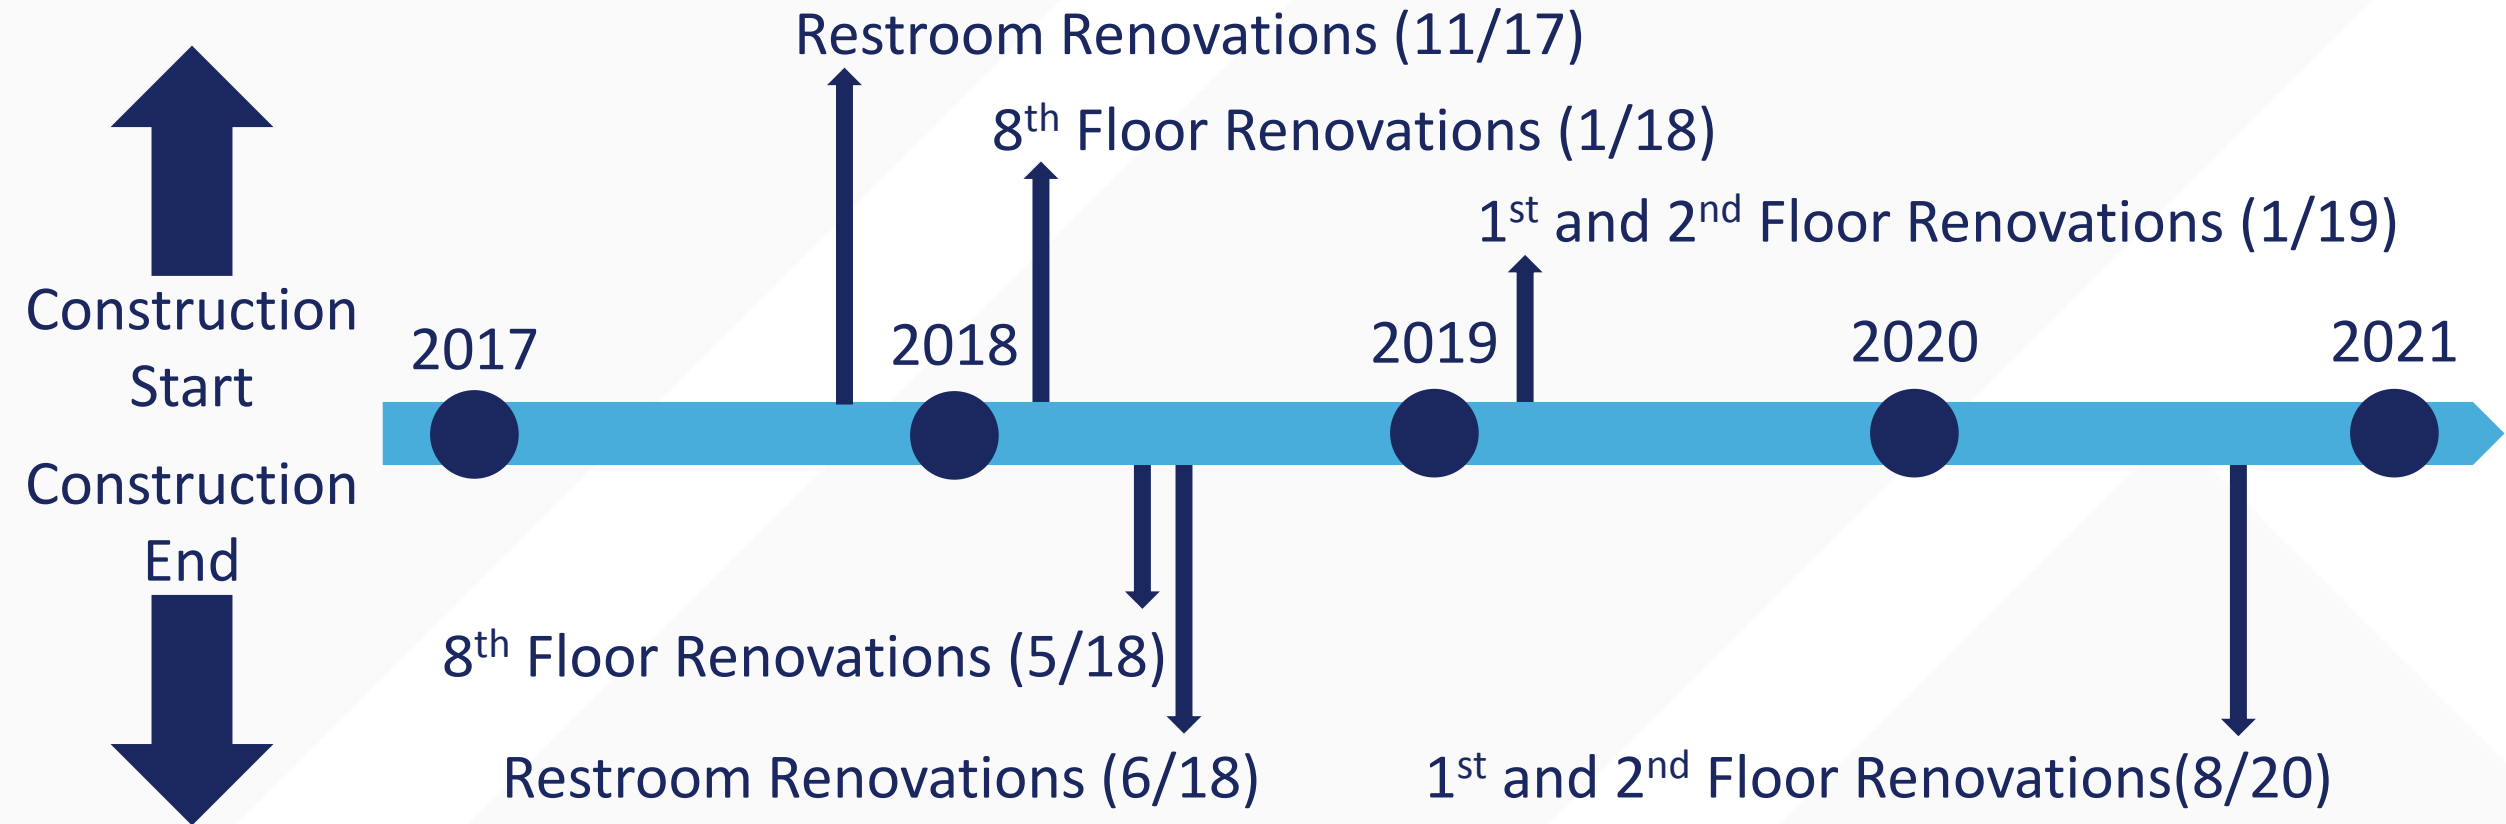 Restroom Renovations (11/17)
8th Floor Renovations (1/18)
1st and 2nd Floor Renovations (1/19)
Construction
Start
2017
2018
2019
2020
2021
Construction
End
8th Floor Renovations (5/18)
Restroom Renovations (6/18)
1st and 2nd Floor Renovations(8/20)